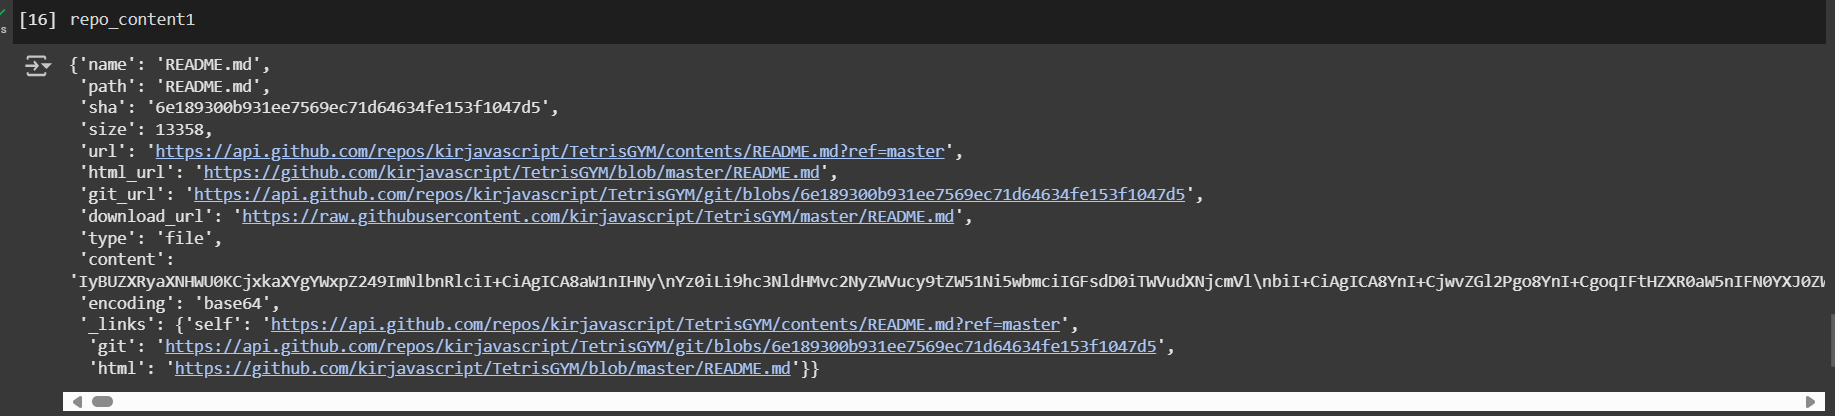 [16] repo_content1
s
{'name': 'README.md',
'path': 'README.md',
'sha': '6e189300b931ee7569ec71d64634fe153f1047d5',
'size': 13358,
'url': 'https://api.github.com/repos/kirjavascript/TetrisGYM/contents/README.md?ref=master',
'html_url': 'https://github.com/kirjavascript/TetrisGYM/blob/master/README.md',
'git_url': 'https://api.github.com/repos/kirjavascript/TetrisGYM/git/blobs/6e189300b931ee7569ec71d64634fe153f1047d5',
'download_url': 'https://raw.githubusercontent.com/kirjavascript/TetrisGYM/master/README.md',
'type': 'file',
'content':
'IyBUZXRyaXNHWU0KCjxkaXYgYWxpZ249ImNlbnRlciI+CiAgICA8aW1nIHNy\nYz0iLi9hc3NldHMvc2NyZWVucy9tZW51Ni5wbmciIGFsdD0iTWVudXNjcmVl\nbiI+CiAgICA8YnI+CjwvZGl2Pgo8YnI+CgoqIFtHZXR0aW5nIFN0YXJ0ZW
'encoding': 'base64',
'_links': {'self': 'https://api.github.com/repos/kirjavascript/TetrisGYM/contents/README.md?ref=master',
'git': 'https://api.github.com/repos/kirjavascript/TetrisGYM/git/blobs/6e189300b931ee7569ec71d64634fe153f1047d5',
'html': 'https://github.com/kirjavascript/TetrisGYM/blob/master/README.md'}}